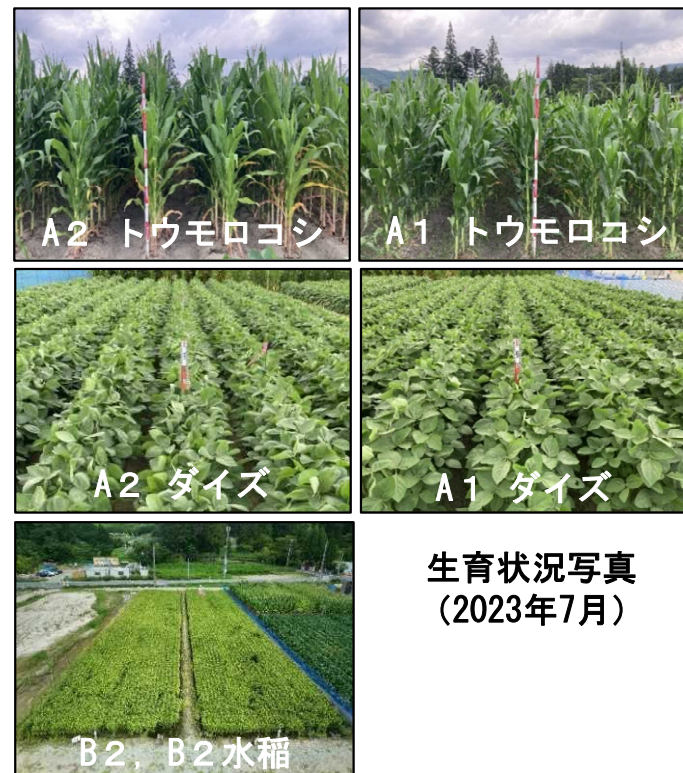 A2 トウモロコシ
A1 トウモロコシ
A2 ダイズ
A1 ダイズ
B2, B2水稲
生育状況写真
(2023年7月)